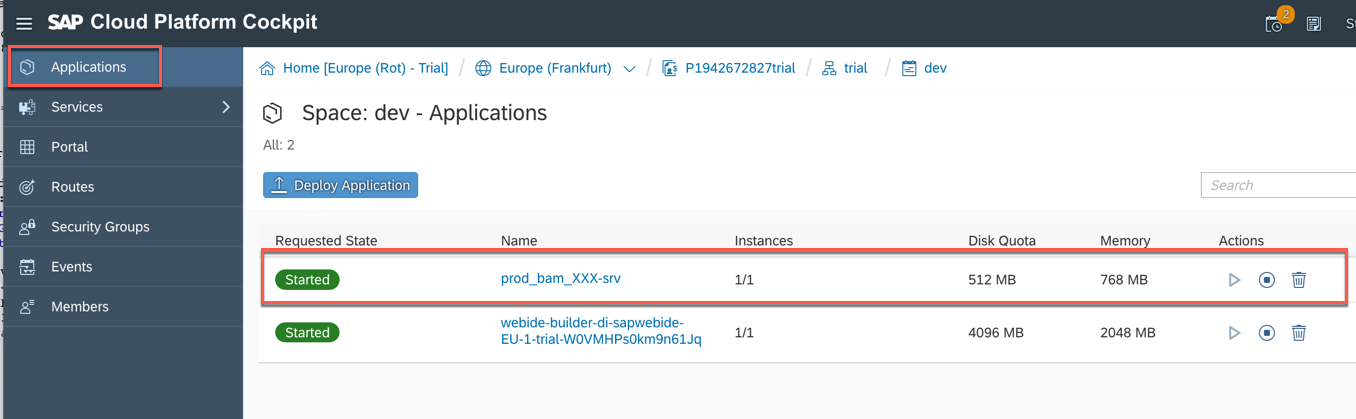 SAP Cloud Platform Cockpit
2
Applications
Services
Portal
Routes
Security Groups
Events
Members
Home [Europe (Rot) - Trial] / Europe (Frankfurt) / P1942672827trial / trial / dev
Space: dev - Applications
All: 2
Deploy Application
Search
Requested State Name Instances Disk Quota Memory Actions
Started prod_bam_XXX-srv 1/1 512 MB 768 MB
Started webide-builder-di-sapwebide-
EU-1-trial-W0VMHPs0km9n61Jq 1/1 4096 MB 2048 MB